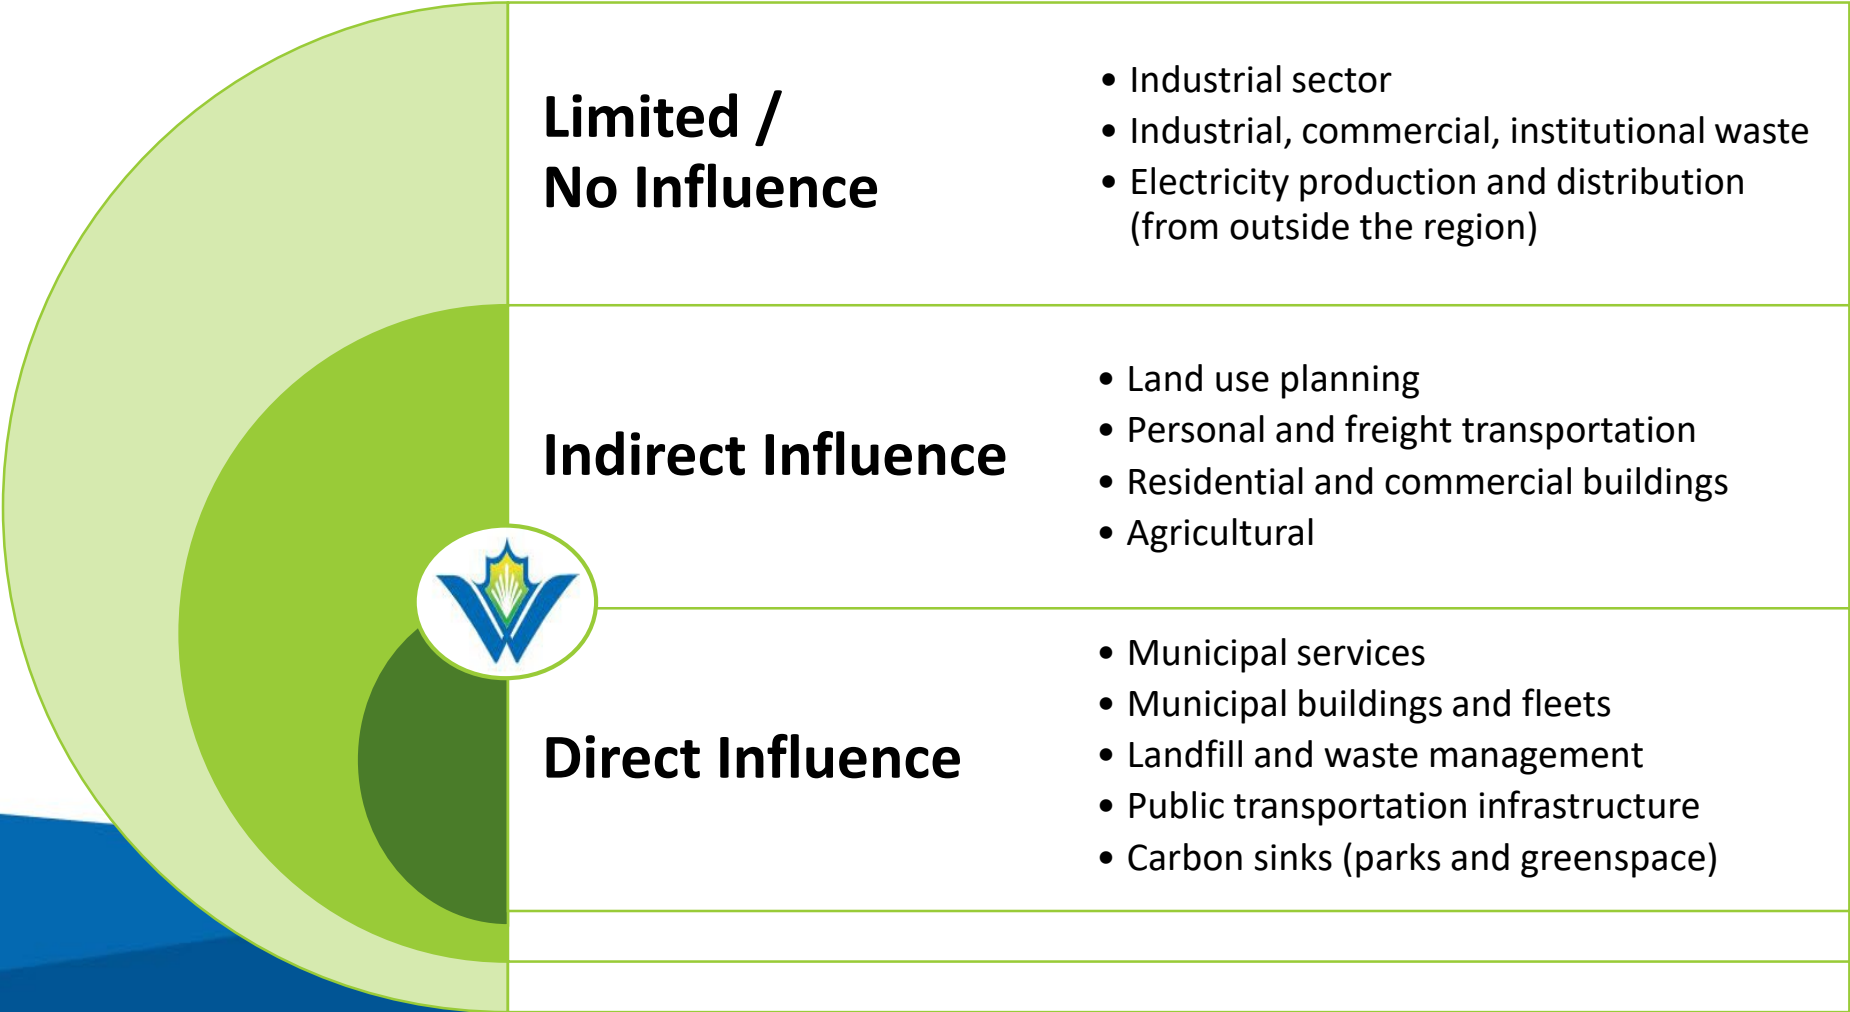 Limited /
No Influence
• Industrial sector
• Industrial, commercial, institutional waste
• Electricity production and distribution
(from outside the region)
Indirect Influence
• Land use planning
• Personal and freight transportation
• Residential and commercial buildings
• Agricultural
Direct Influence
• Municipal services
• Municipal buildings and fleets
• Landfill and waste management
• Public transportation infrastructure
• Carbon sinks (parks and greenspace)